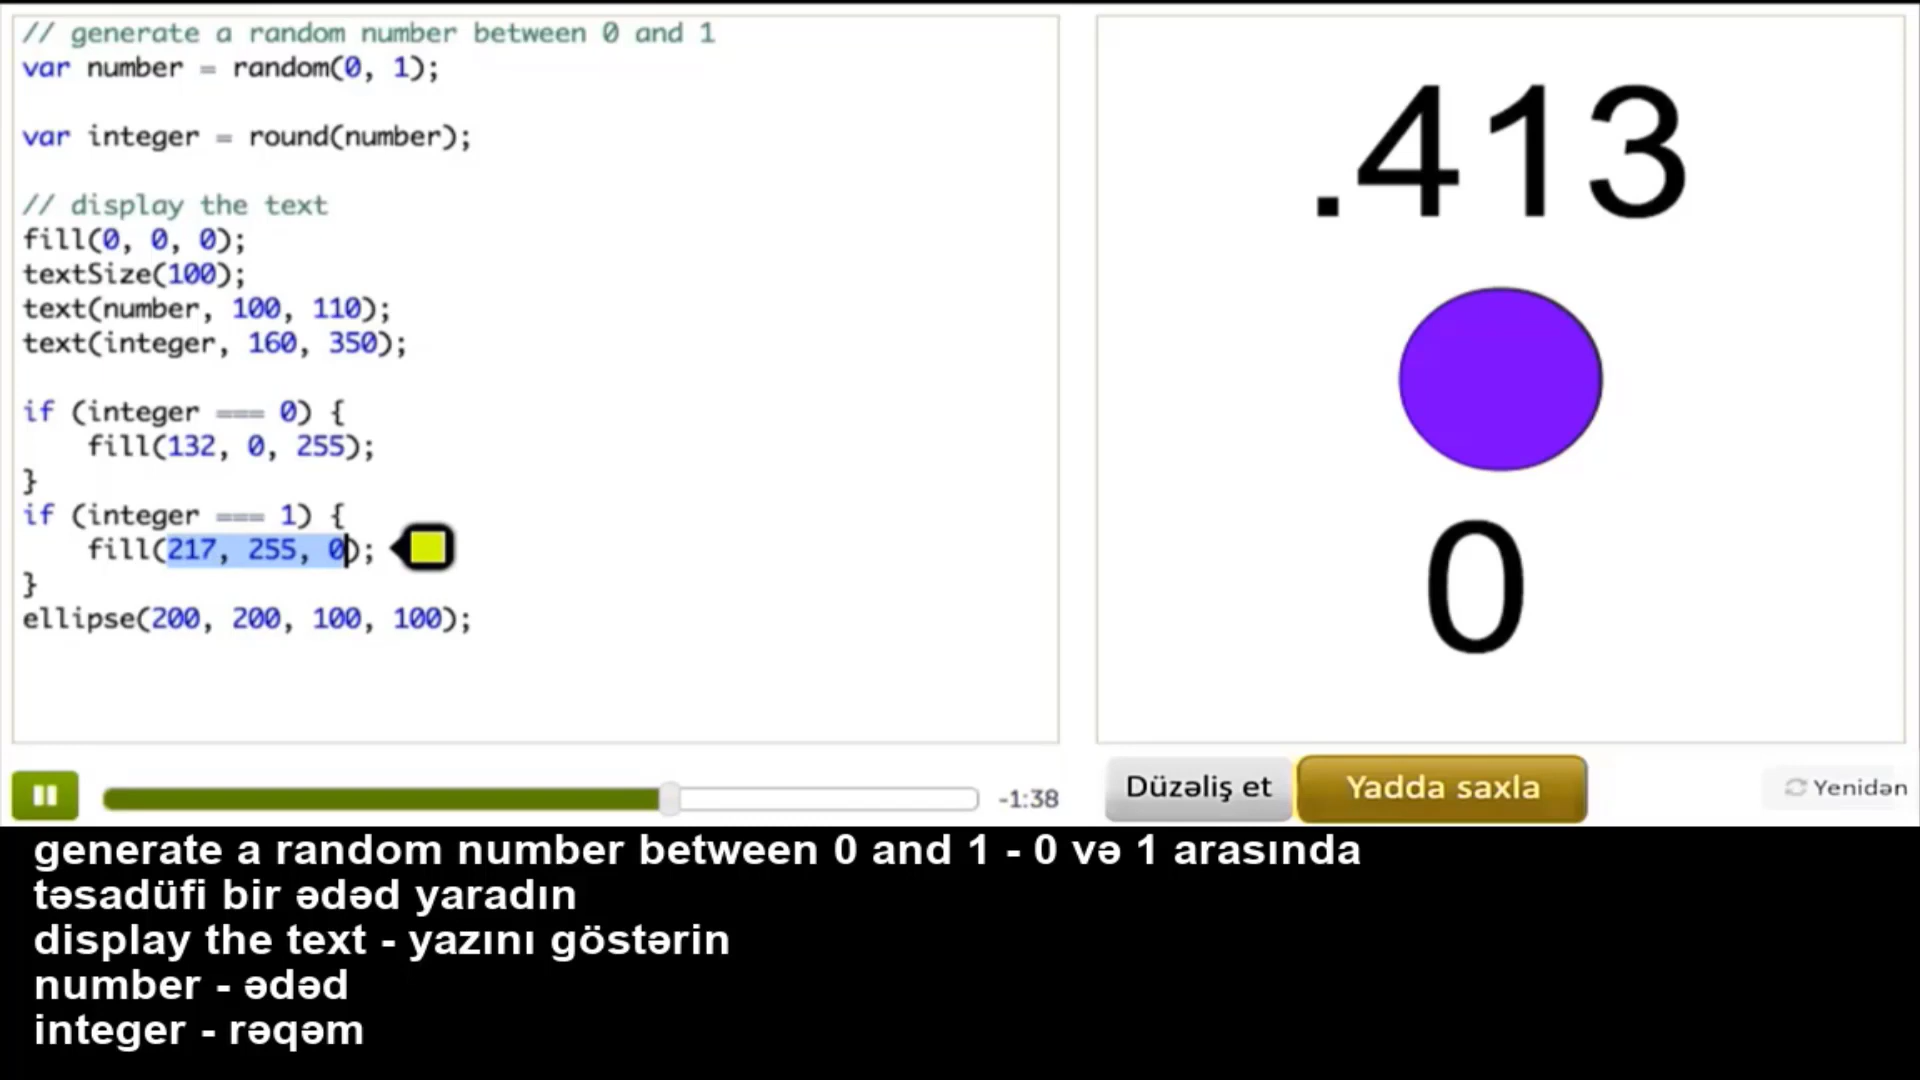 // generate a random number between 0 and 1
var number = random(0, 1);
var integer = round(number);
// display the text
fill(0, 0, 0);
textSize(100);
text(number, 100, 110);
text(integer, 160, 350);
if (integer === 0) {
fill(132, 0, 255);
}
if (integer === 1) {
fill(217, 255, 0);
}
ellipse(200, 200, 100, 100);
.413
0
-1:38
Düzəliş et
Yadda saxla
Yenidən
generate a random number between 0 and 1 - 0 və 1 arasında
təsadüfi bir ədəd yaradın
display the text - yazını göstərin
number - ədəd
integer - rəqəm